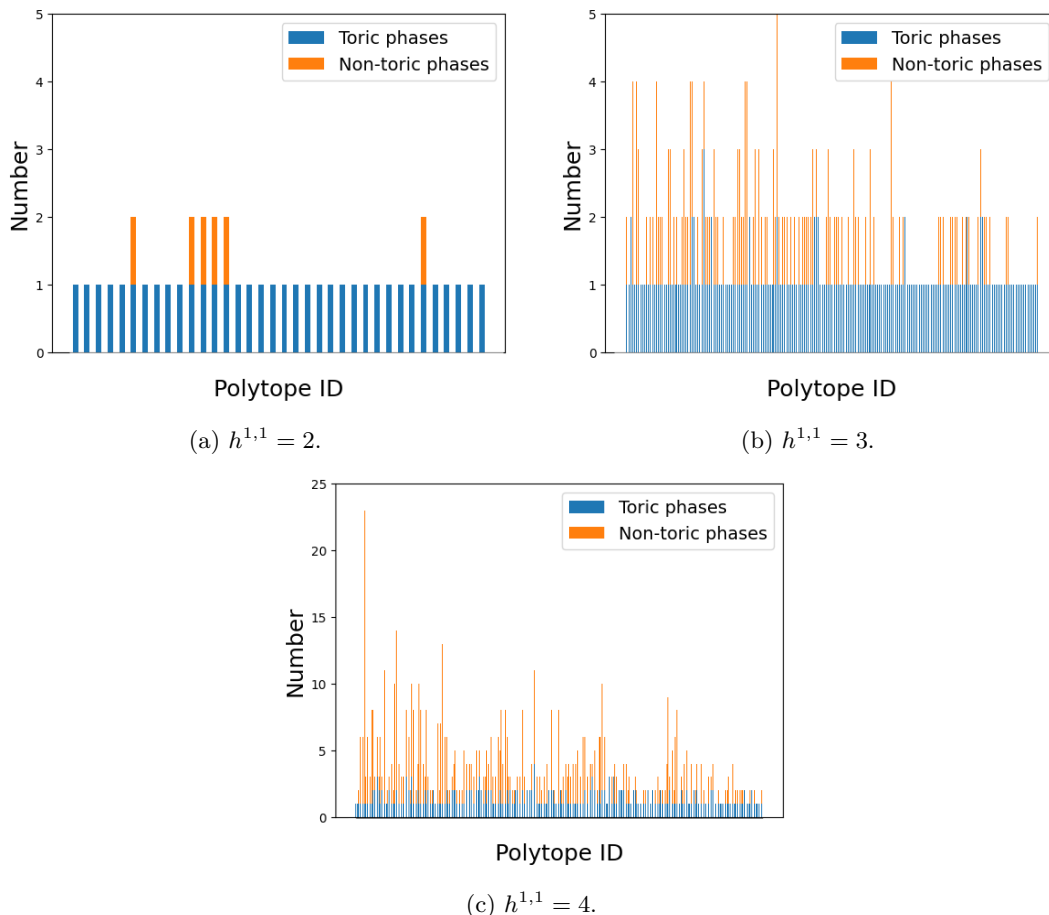 5
4
3
2
1
0
Number
Toric phases
Non-toric phases
Polytope ID
(a) $h^{1,1} = 2$.
5
4
3
2
1
0
Number
Toric phases
Non-toric phases
Polytope ID
(b) $h^{1,1} = 3$.
25
20
15
10
5
0
Number
Toric phases
Non-toric phases
Polytope ID
(c) $h^{1,1} = 4$.